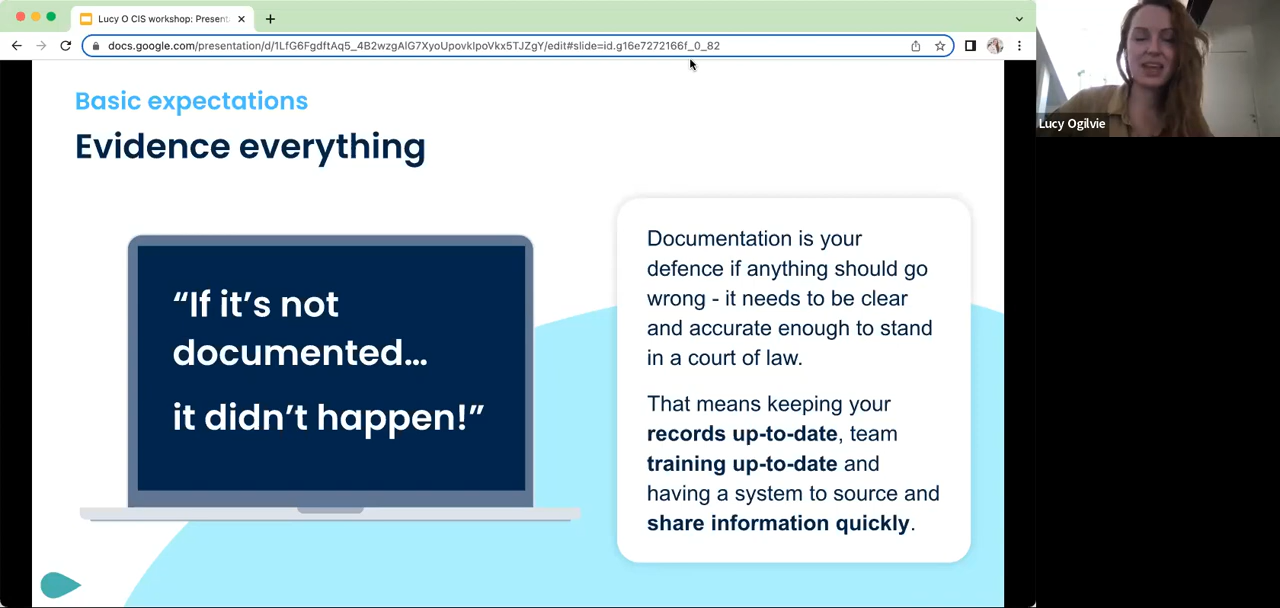 Lucy O CIS workshop: Present
docs.google.com/presentation/d/1LfG6FgdftAq5_4B2wzgAlG7XyoUpovkIpoVkx5TJZgY/edit#slide=id.g16e7272166f_0_82
Lucy Ogilvie
Basic expectations
Evidence everything
“If it’s not
documented...
it didn’t happen!”
Documentation is your
defence if anything should go
wrong - it needs to be clear
and accurate enough to stand
in a court of law.
That means keeping your
records up-to-date, team
training up-to-date and
having a system to source and
share information quickly.